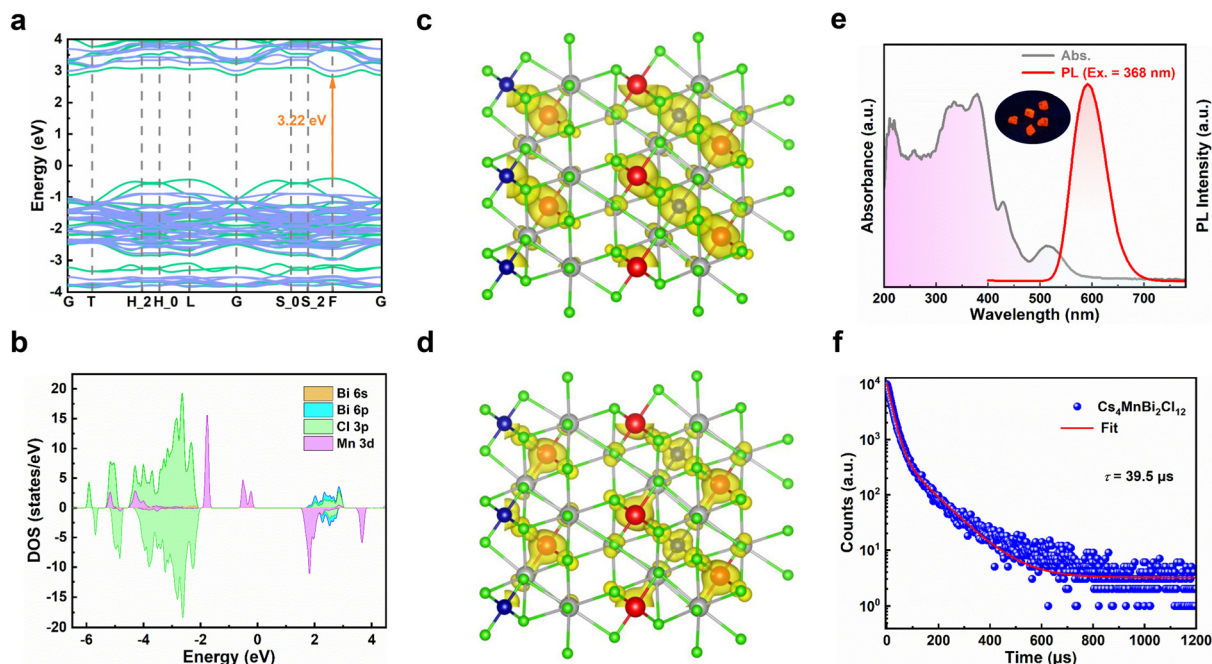 a
4
3
2
1
0
-1
-2
-3
-4
Energy (eV)
3.22 eV
G T H_2 H_0 L G S_0 S_2 F G
b
20
15
10
5
0
-5
-10
-15
-20
DOS (states/eV)
Bi 6s
Bi 6p
Cl 3p
Mn 3d
-6 -4 -2 0 2 4
Energy (eV)
c
d
e
Abs.
PL (Ex. = 368 nm)
Absorbance (a.u.)
PL Intensity (a.u.)
200 300 400 500 600 700
Wavelength (nm)
f
10⁴
10³
10²
10¹
10⁰
Counts (a.u.)
Cs₄MnBi₂Cl₁₂
Fit
τ = 39.5 μs
0 200 400 600 800 1000 1200
Time (μs)